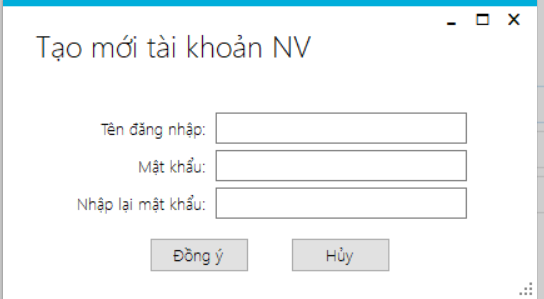 Tạo mới tài khoản NV
Tên đăng nhập:
Mật khẩu:
Nhập lại mật khẩu:
Đồng ý
Hủy